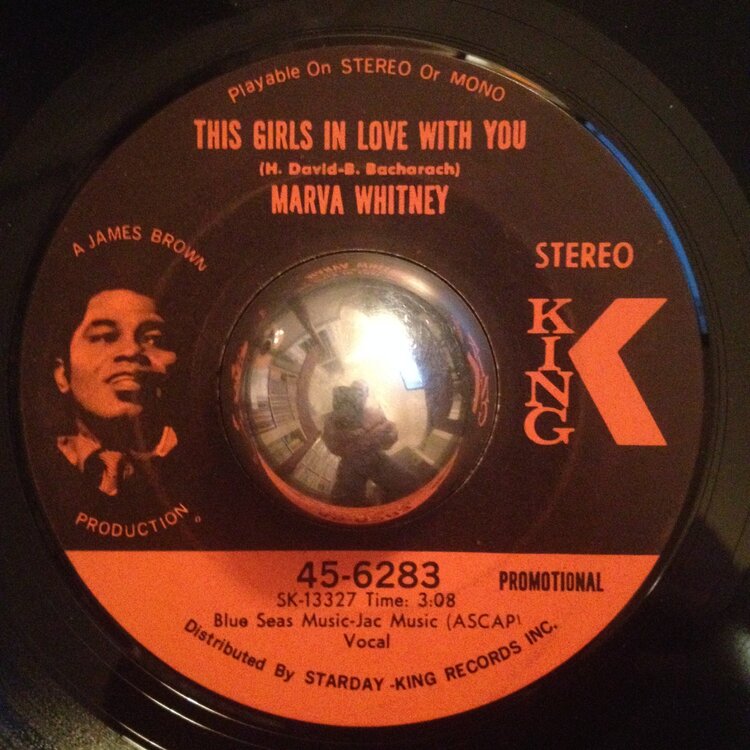 Playable On STEREO Or MONO
THIS GIRLS IN LOVE WITH YOU
(H. David-B. Bacharach)
MARVA WHITNEY
A JAMES BROWN
PRODUCTION
STEREO
KING
K
45-6283
PROMOTIONAL
SK-13327 Time: 3:08
Blue Seas Music-Jac Music (ASCAP)
Vocal
Distributed By STARDAY-KING RECORDS INC.